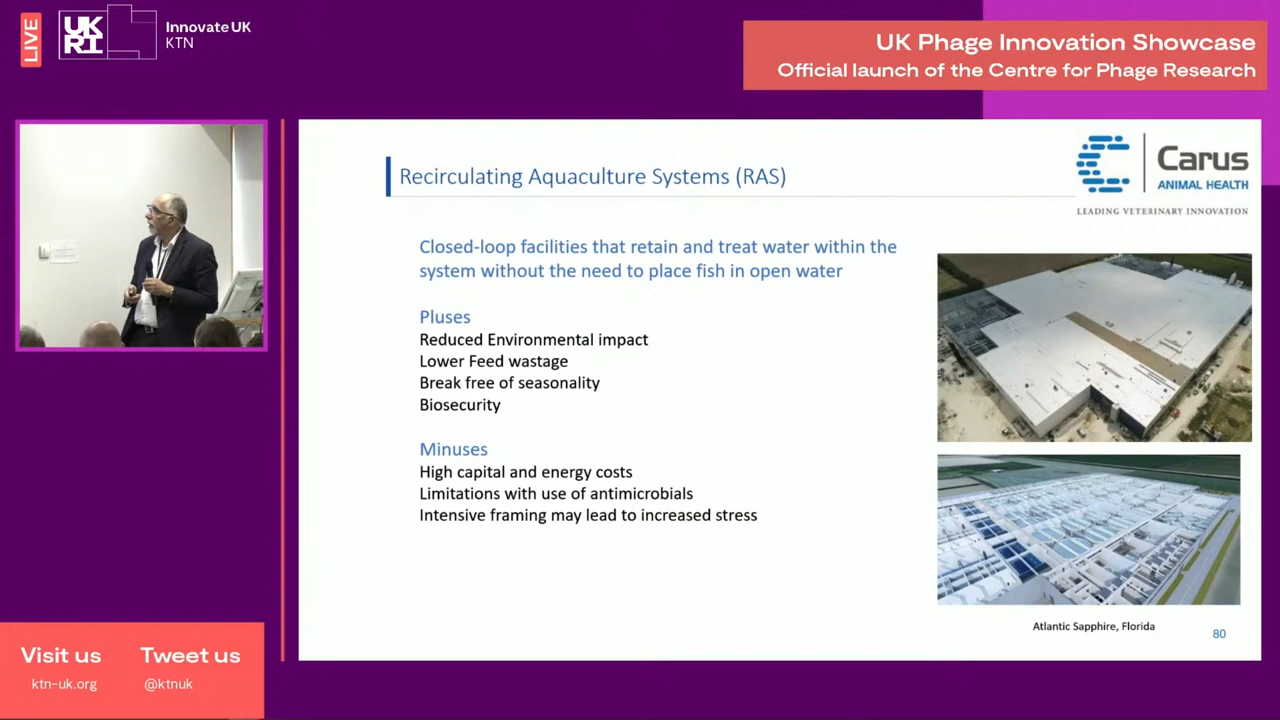 LIVE
UK
RI
Innovate UK
KTN
UK Phage Innovation Showcase
Official launch of the Centre for Phage Research
Carus
ANIMAL HEALTH
LEADING VETERINARY INNOVATION
Recirculating Aquaculture Systems (RAS)
Closed-loop facilities that retain and treat water within the
system without the need to place fish in open water
Pluses
Reduced Environmental impact
Lower Feed wastage
Break free of seasonality
Biosecurity
Minuses
High capital and energy costs
Limitations with use of antimicrobials
Intensive framing may lead to increased stress
Atlantic Sapphire, Florida
80
Visit us
ktn-uk.org
Tweet us
@ktnuk